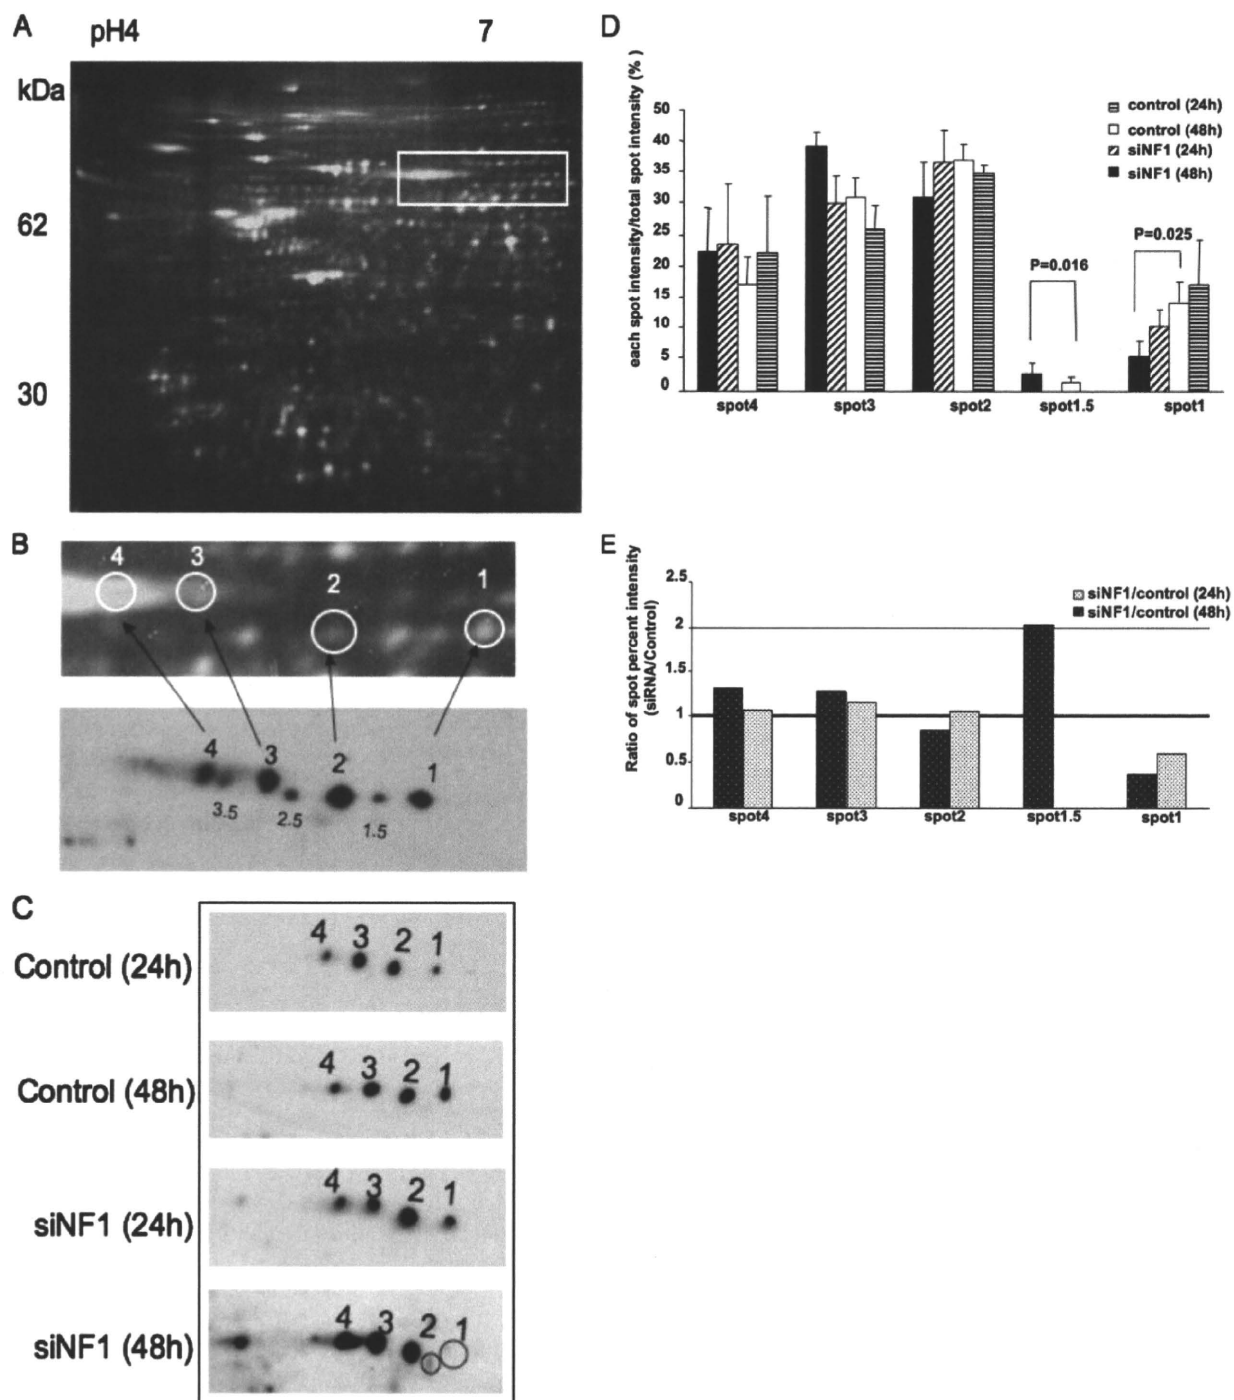 A
pH4 7
kDa
62
30
B
4 3 2 1
4 3 2 1
3.5 2.5 1.5
C
Control (24h)
4 3 2 1
Control (48h)
4 3 2 1
siNF1 (24h)
4 3 2 1
siNF1 (48h)
4 3 2 1
D
each spot intensity/total spot intensity (%)
50
45
40
35
30
25
20
15
10
5
0
control (24h)
control (48h)
siNF1 (24h)
siNF1 (48h)
P=0.016
P=0.025
spot4 spot3 spot2 spot1.5 spot1
E
Ratio of spot percent intensity
(siRNA/Control)
2.5
2
1.5
1
0.5
0
siNF1/control (24h)
siNF1/control (48h)
spot4 spot3 spot2 spot1.5 spot1